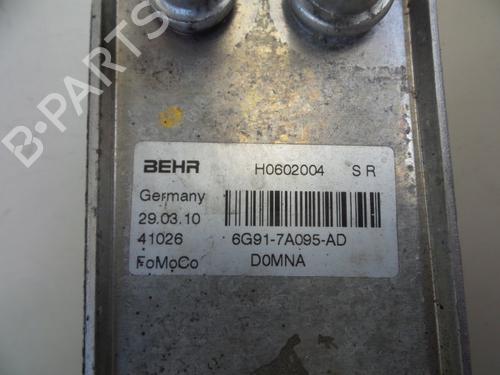 B-PARTS
BEHR H0602004 S R
Germany
29.03.10
41026 6G91-7A095-AD
FoMoCo D0MNA